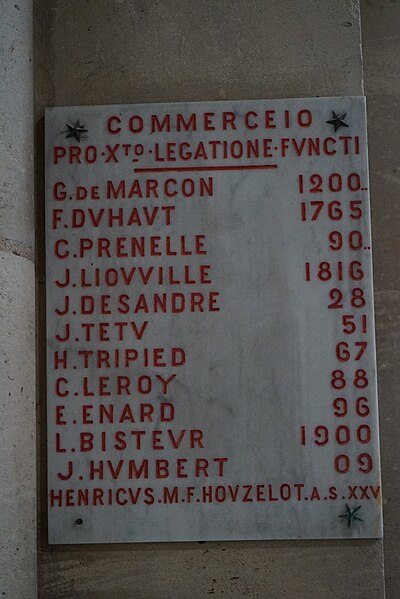 COMMERCEIO
PRO·XTO·LEGATIONE·FVNCTI
G. DE MARCON 1200..
F. DVHAVT 1765
C. PRENELLE 90..
J. LIOVVILLE 1816
J. DESANDRE 28
J. TETV 51
H. TRIPIED 67
C. LEROY 88
E. ENARD 96
L. BISTEVR 1900
J. HVMBERT 09
HENRICVS.M.F.HOVZELOT.A.S.XXV